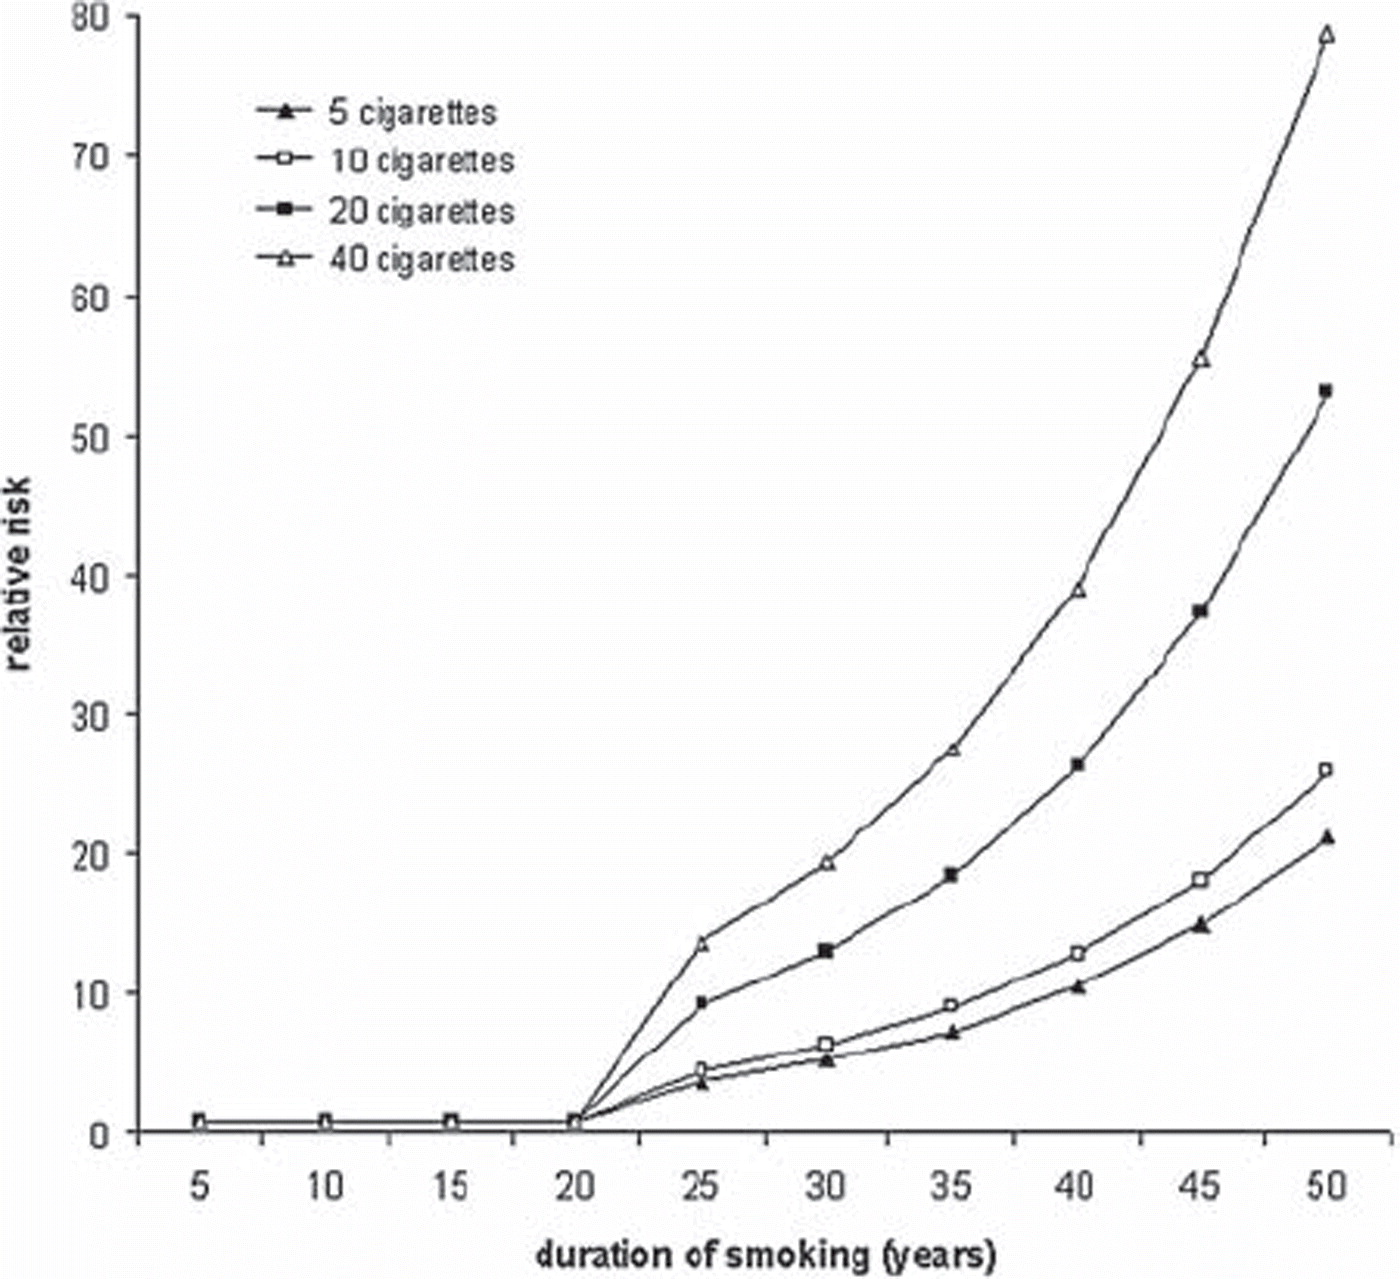 80
70
60
50
40
30
20
10
0
relative risk
5 cigarettes
10 cigarettes
20 cigarettes
40 cigarettes
5 10 15 20 25 30 35 40 45 50
duration of smoking (years)